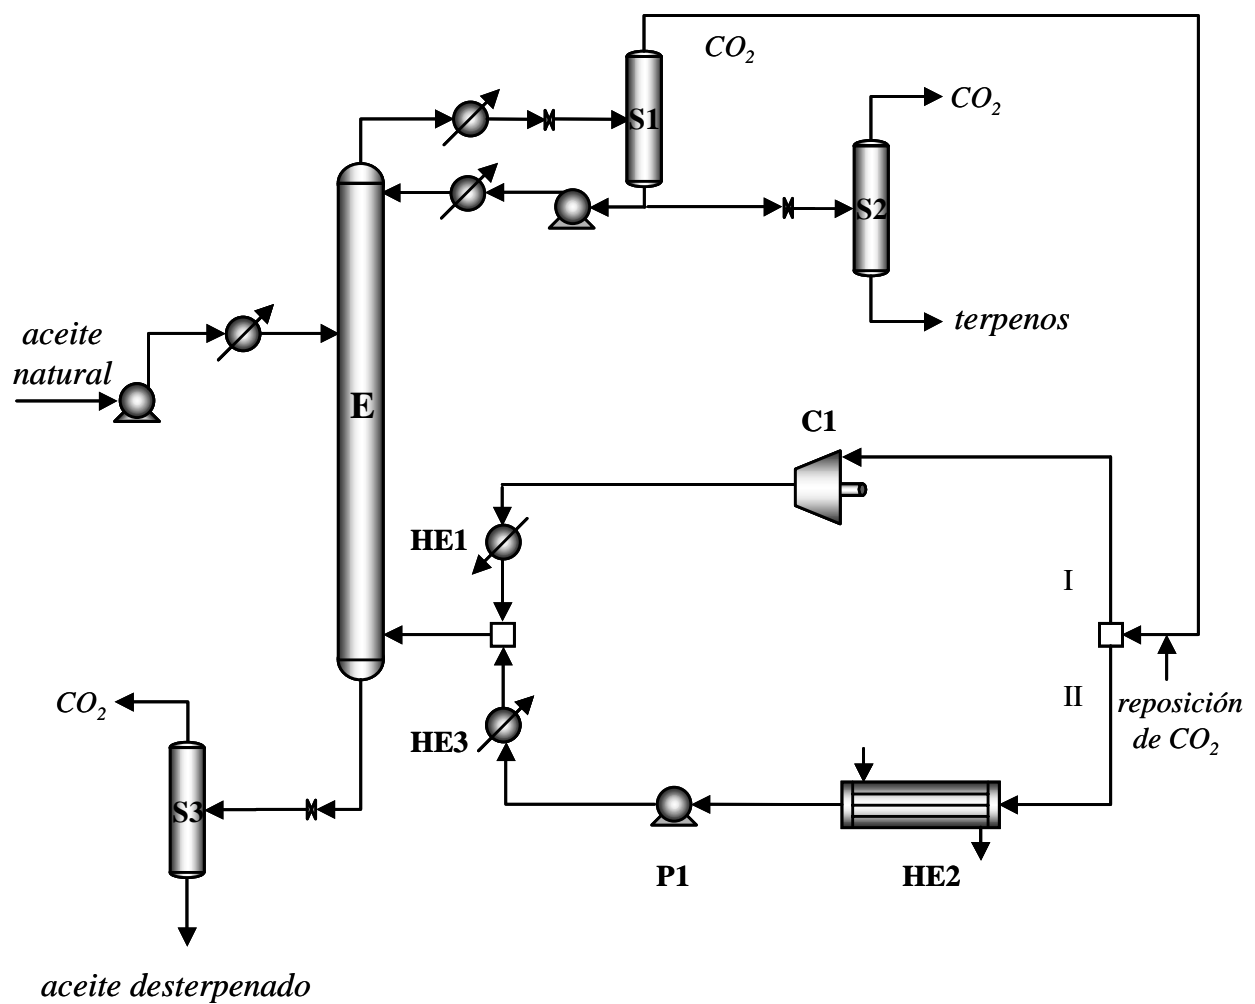 CO2
S1
CO2
S2
terpenos
aceite
natural
E
C1
HE1
I
II
reposición
de CO2
CO2
HE3
S3
P1
HE2
aceite desterpenado